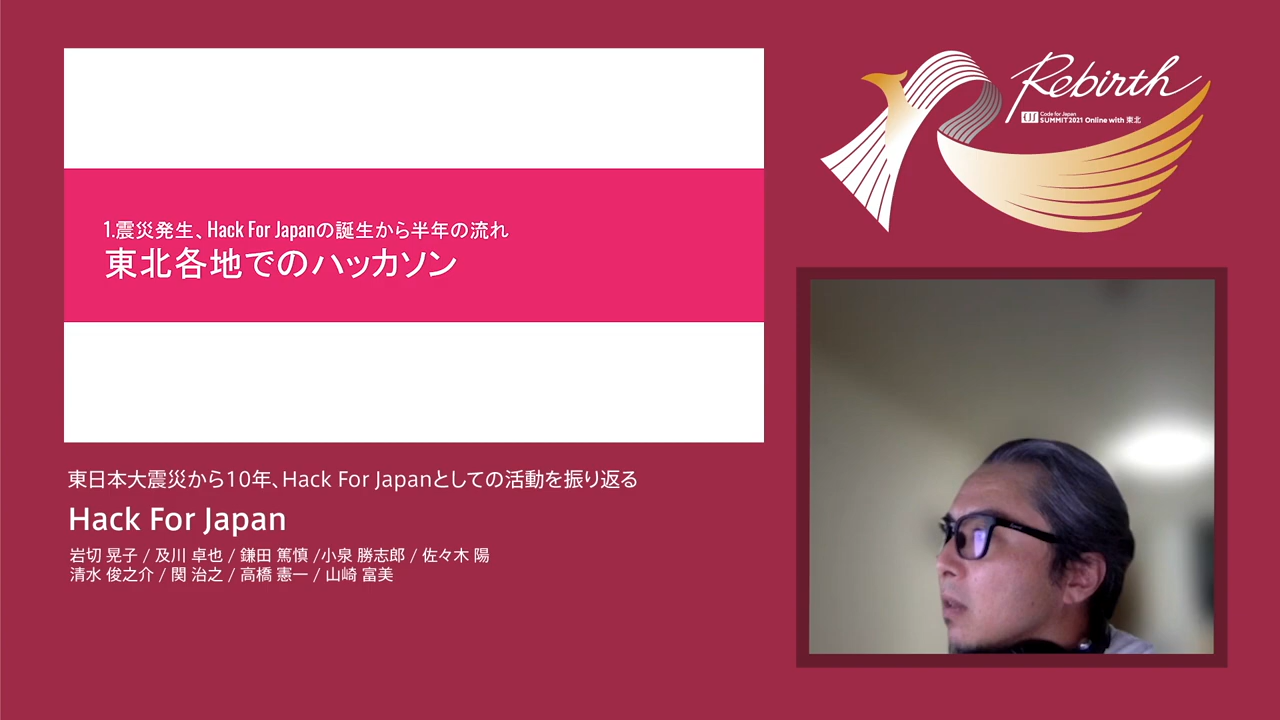 1.震災発生、Hack For Japanの誕生から半年の流れ
東北各地でのハッカソン
Rebirth
Code for Japan
SUMMIT2021 Online with 東北
東日本大震災から10年、Hack For Japanとしての活動を振り返る
Hack For Japan
岩切 晃子 / 及川 卓也 / 鎌田 篤慎 /小泉 勝志郎 / 佐々木 陽
清水 俊之介 / 関 治之 / 高橋 憲一 / 山崎 富美